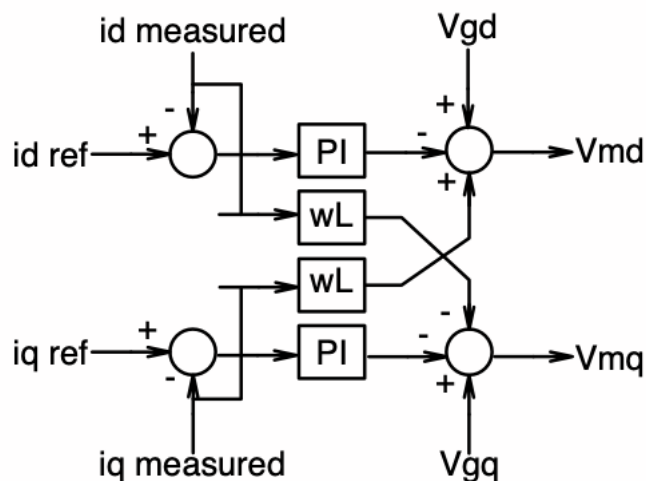 id measured
Vgd
-
+
+
-
id ref
PI
Vmd
+
wL
wL
-
+
-
iq ref
PI
Vmq
-
+
iq measured
Vgq